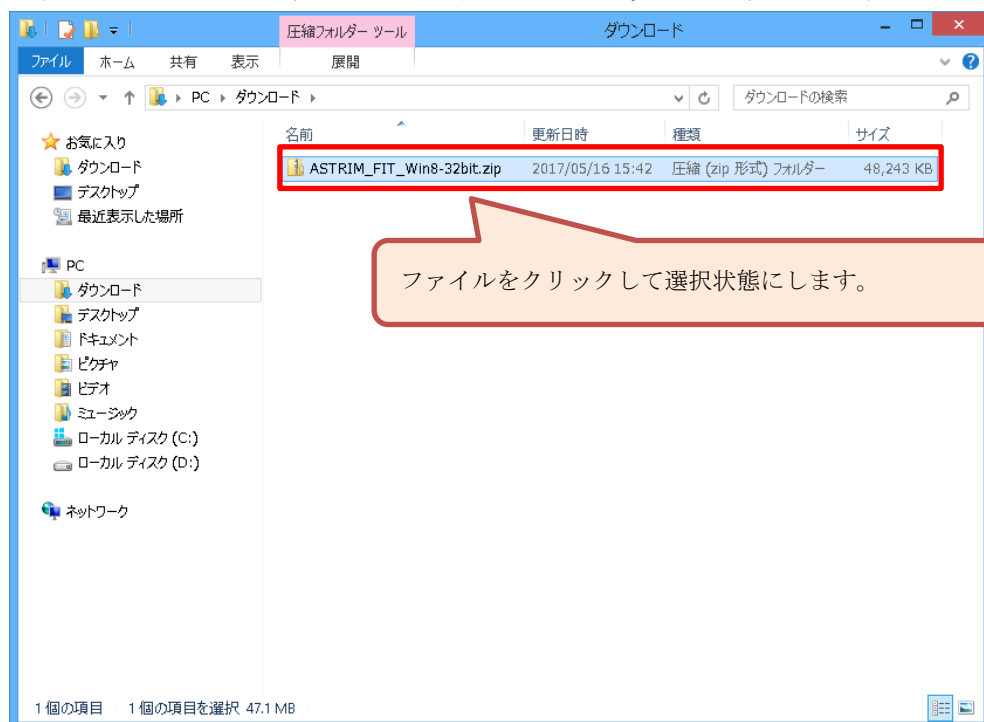 圧縮フォルダー ツール
ダウンロード
ファイル ホーム 共有 表示 展開
PC ダウンロード
ダウンロードの検索
名前 更新日時 種類 サイズ
ASTRIM_FIT_Win8-32bit.zip 2017/05/16 15:42 圧縮 (zip 形式) フォルダー 48,243 KB
ファイルをクリックして選択状態にします。
お気に入り
ダウンロード
デスクトップ
最近表示した場所
PC
ダウンロード
デスクトップ
ドキュメント
ピクチャ
ビデオ
ミュージック
ローカル ディスク (C:)
ローカル ディスク (D:)
ネットワーク
1 個の項目 1 個の項目を選択 47.1 MB